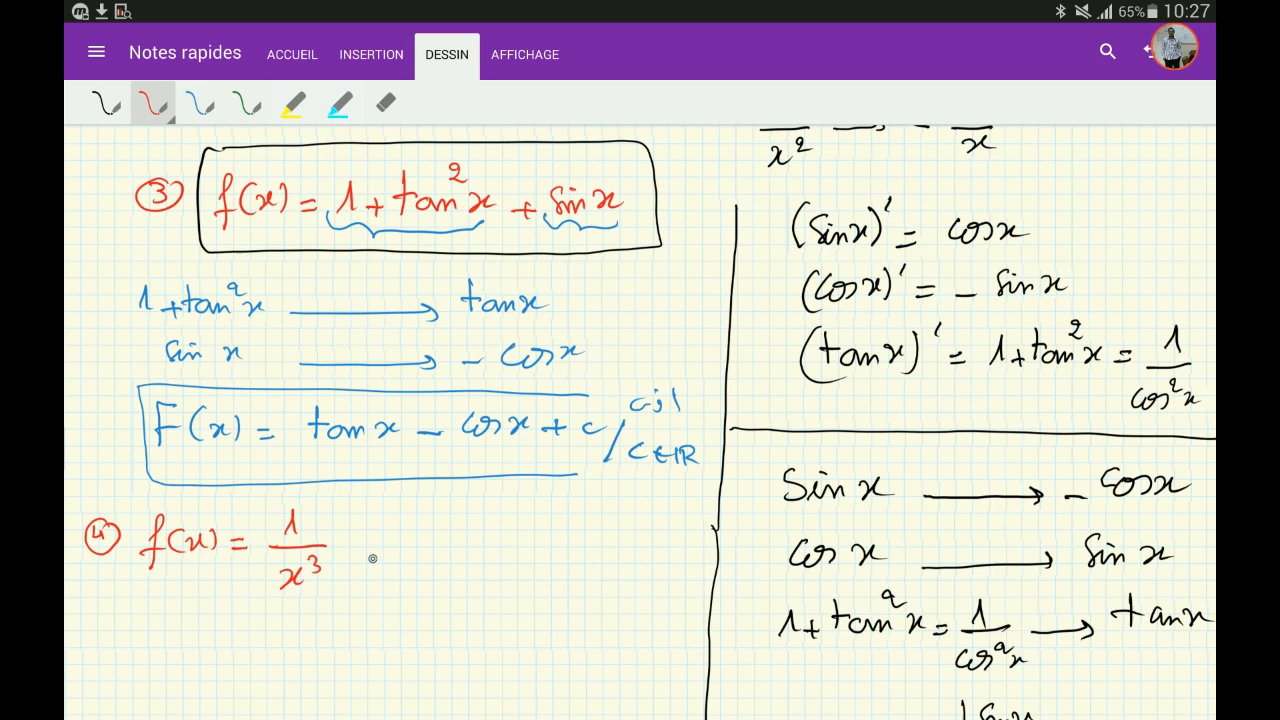 65% 10:27
Notes rapides ACCUEIL INSERTION DESSIN AFFICHAGE
③ f(x) = 1 + tan²x + sin x
1 + tan²x ⟶ tan x
sin x ⟶ - cos x
F(x) = tan x - cos x + c / c ∈ IR
④ f(x) = 1/x³
x² x
(sin x)' = cos x
(cos x)' = - sin x
(tan x)' = 1 + tan²x = 1/cos²x
Sin x ⟶ - cos x
cos x ⟶ sin x
1 + tan²x = 1/cos²x ⟶ tan x